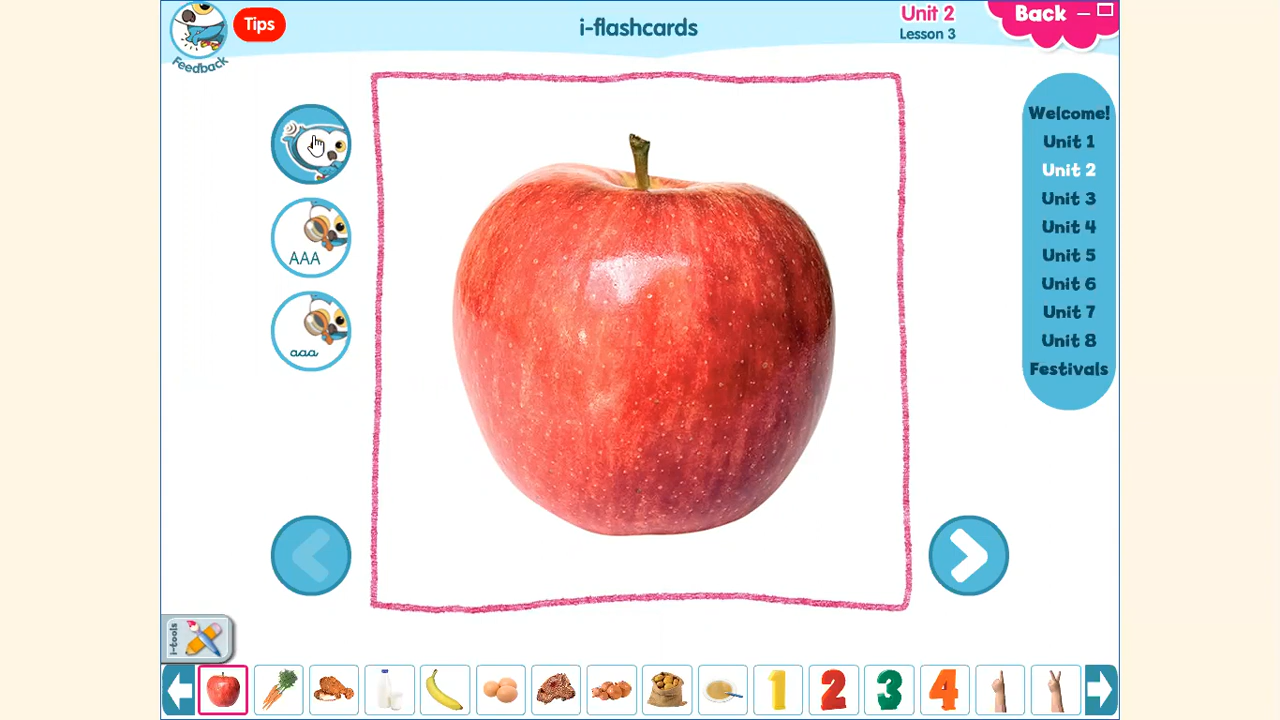 Feedback
Tips
i-flashcards
Unit 2
Lesson 3
Back
AAA
aaa
Welcome!
Unit 1
Unit 2
Unit 3
Unit 4
Unit 5
Unit 6
Unit 7
Unit 8
Festivals
i-tools
1
2
3
4